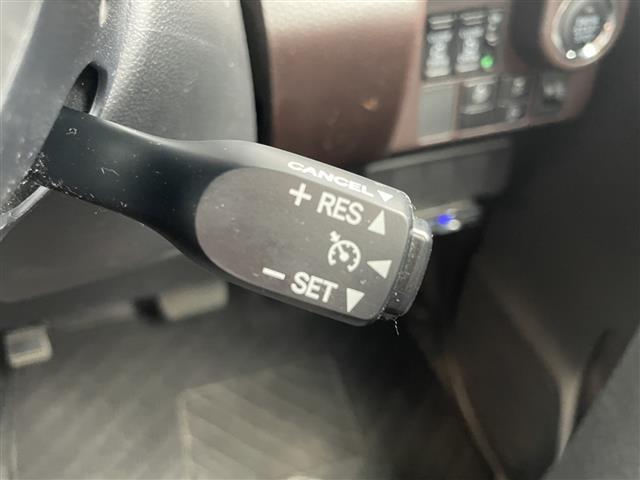 CANCEL ▼
+ RES ▲
◀
− SET ▼